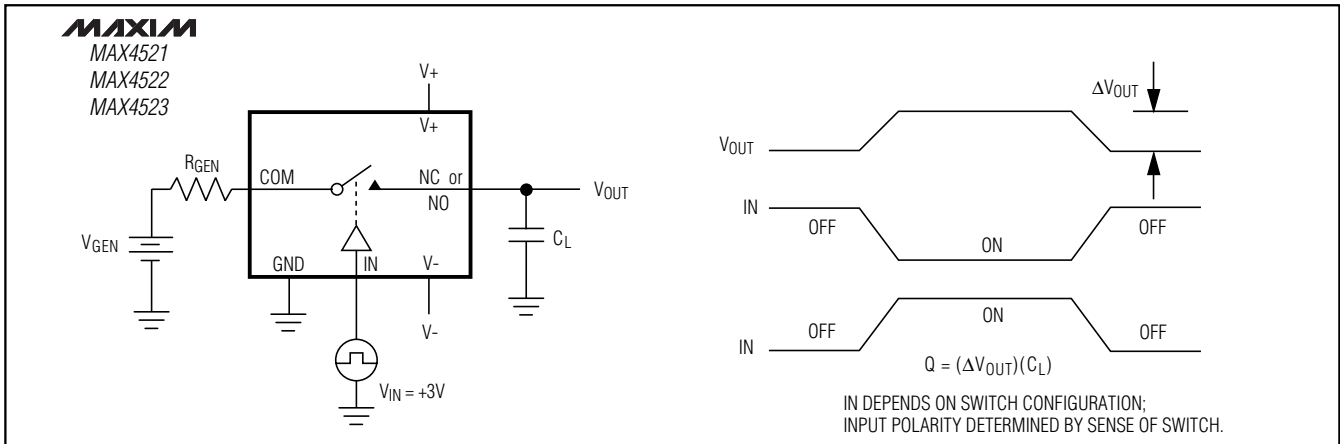 MAXIM
MAX4521
MAX4522
MAX4523
V+
V+
RGEN
COM
NC or
NO
VOUT
CL
VGEN
GND
IN
V-
V-
VIN = +3V
ΔVOUT
VOUT
IN
OFF
ON
OFF
IN
OFF
ON
OFF
Q = (ΔVOUT)(CL)
IN DEPENDS ON SWITCH CONFIGURATION;
INPUT POLARITY DETERMINED BY SENSE OF SWITCH.